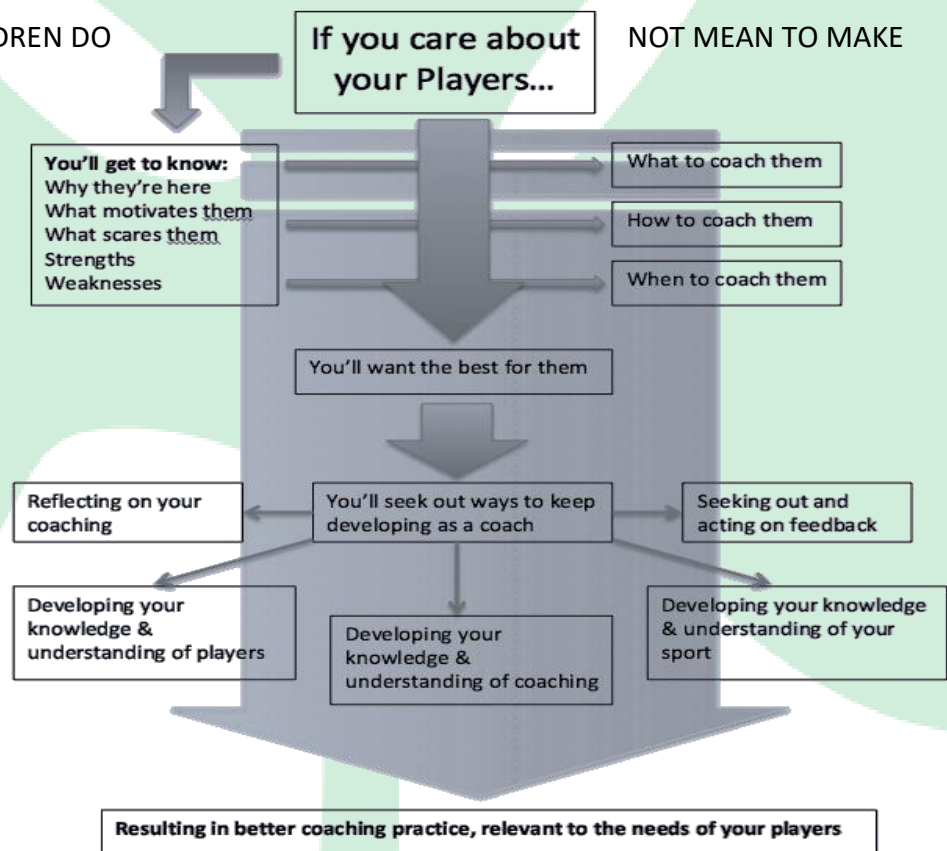 DREN DO
If you care about
your Players...
NOT MEAN TO MAKE
You'll get to know:
Why they're here
What motivates them
What scares them
Strengths
Weaknesses
What to coach them
How to coach them
When to coach them
You'll want the best for them
Reflecting on your
coaching
You'll seek out ways to keep
developing as a coach
Seeking out and
acting on feedback
Developing your
knowledge &
understanding of players
Developing your
knowledge &
understanding of coaching
Developing your knowledge
& understanding of your
sport
Resulting in better coaching practice, relevant to the needs of your players